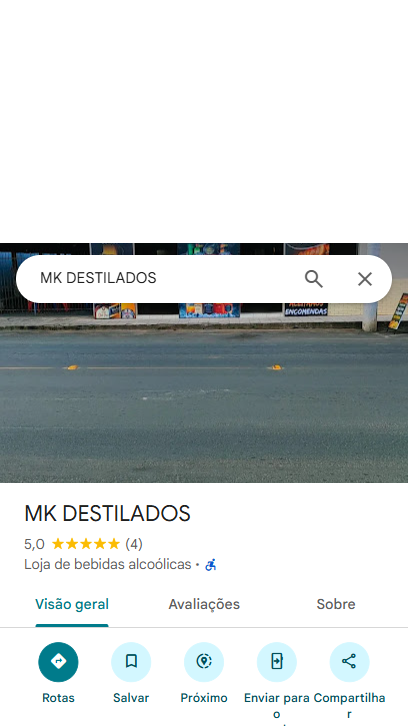 MK DESTILADOS
ENCOMENDAS
MK DESTILADOS
5,0 (4)
Loja de bebidas alcoólicas ·
Visão geral Avaliações Sobre
Rotas Salvar Próximo Enviar para o Compartilhar